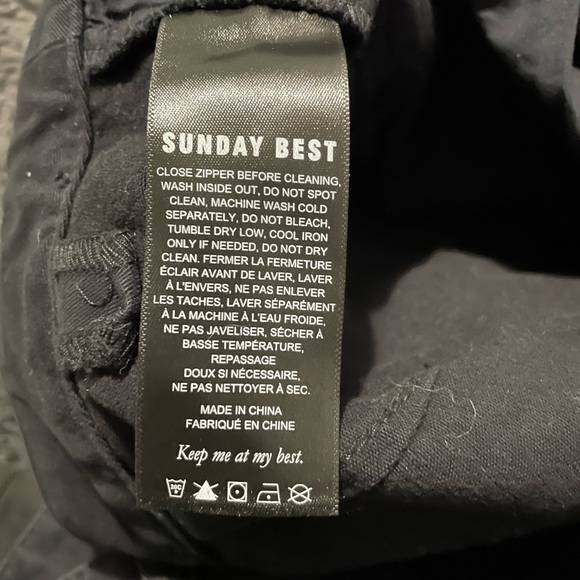 SUNDAY BEST
CLOSE ZIPPER BEFORE CLEANING,
WASH INSIDE OUT, DO NOT SPOT
CLEAN, MACHINE WASH COLD
SEPARATELY, DO NOT BLEACH,
TUMBLE DRY LOW, COOL IRON
ONLY IF NEEDED, DO NOT DRY
CLEAN. FERMER LA FERMETURE
ÉCLAIR AVANT DE LAVER, LAVER
À L'ENVERS, NE PAS ENLEVER
LES TACHES, LAVER SÉPARÉMENT
À LA MACHINE À L'EAU FROIDE,
NE PAS JAVELISER, SÉCHER À
BASSE TEMPÉRATURE,
REPASSAGE
DOUX SI NÉCESSAIRE,
NE PAS NETTOYER À SEC.
MADE IN CHINA
FABRIQUÉ EN CHINE
Keep me at my best.
30C